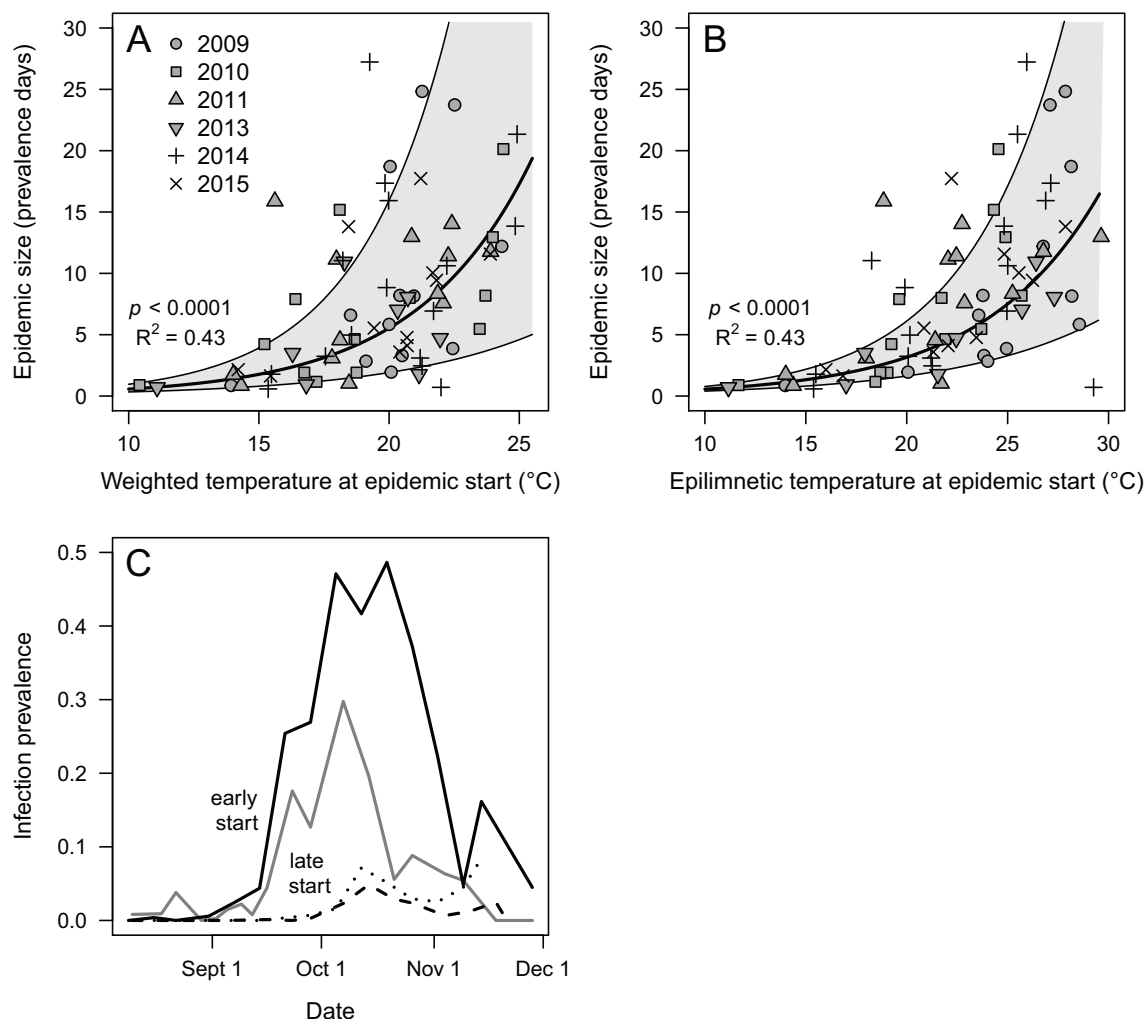 A
Epidemic size (prevalence days)
30
25
20
15
10
5
0
2009
2010
2011
2013
2014
2015
p < 0.0001
R² = 0.43
10
15
20
25
Weighted temperature at epidemic start (°C)
B
Epidemic size (prevalence days)
30
25
20
15
10
5
0
p < 0.0001
R² = 0.43
10
15
20
25
30
Epilimnetic temperature at epidemic start (°C)
C
Infection prevalence
0.5
0.4
0.3
0.2
0.1
0.0
early
start
late
start
Sept 1
Oct 1
Nov 1
Dec 1
Date